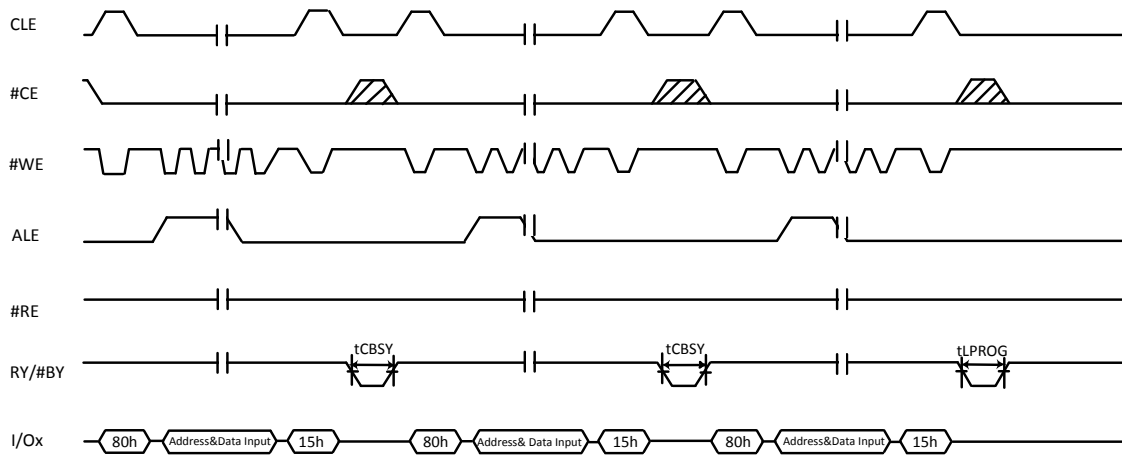 CLE
#CE
#WE
ALE
#RE
tCBSY
tCBSY
tLPROG
RY/#BY
I/Ox
80h
Address&Data Input
15h
80h
Address& Data Input
15h
80h
Address&Data Input
15h